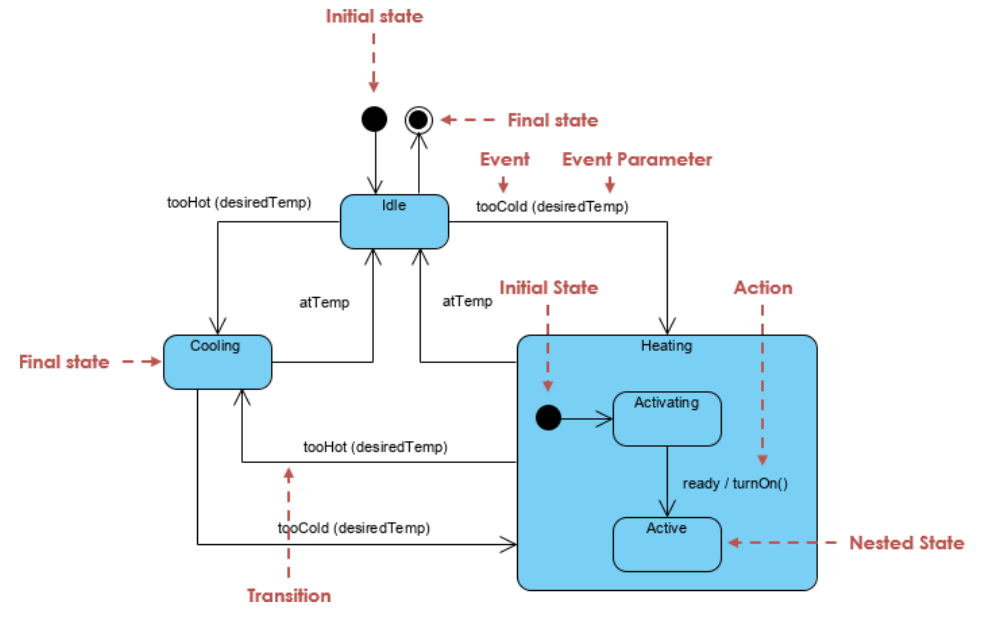 Initial state
Final state
Event
Event Parameter
tooHot (desiredTemp)
Idle
tooCold (desiredTemp)
Initial State
Action
atTemp
atTemp
Cooling
Heating
Final state
Activating
tooHot (desiredTemp)
ready / turnOn()
tooCold (desiredTemp)
Active
Nested State
Transition